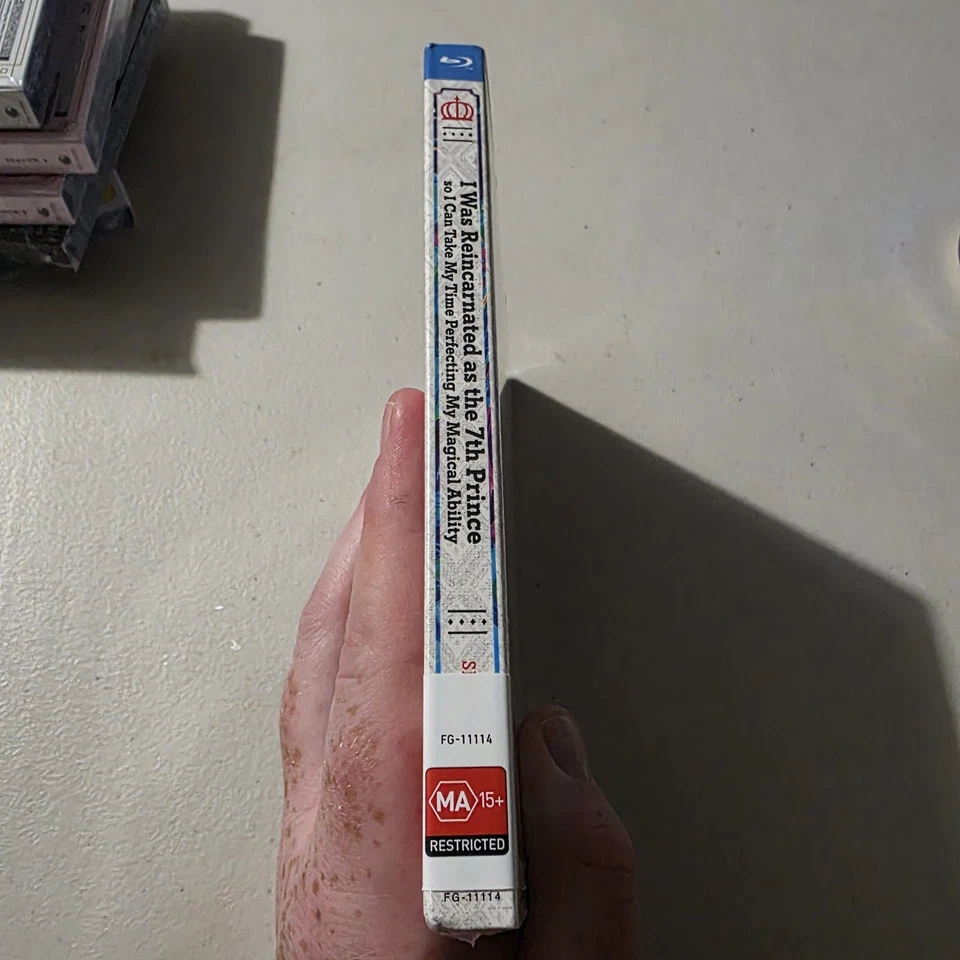 I Was Reincarnated as the 7th Prince
so I Can Take My Time Perfecting My Magical Ability
FG-11114
MA 15+
RESTRICTED
FG-11114